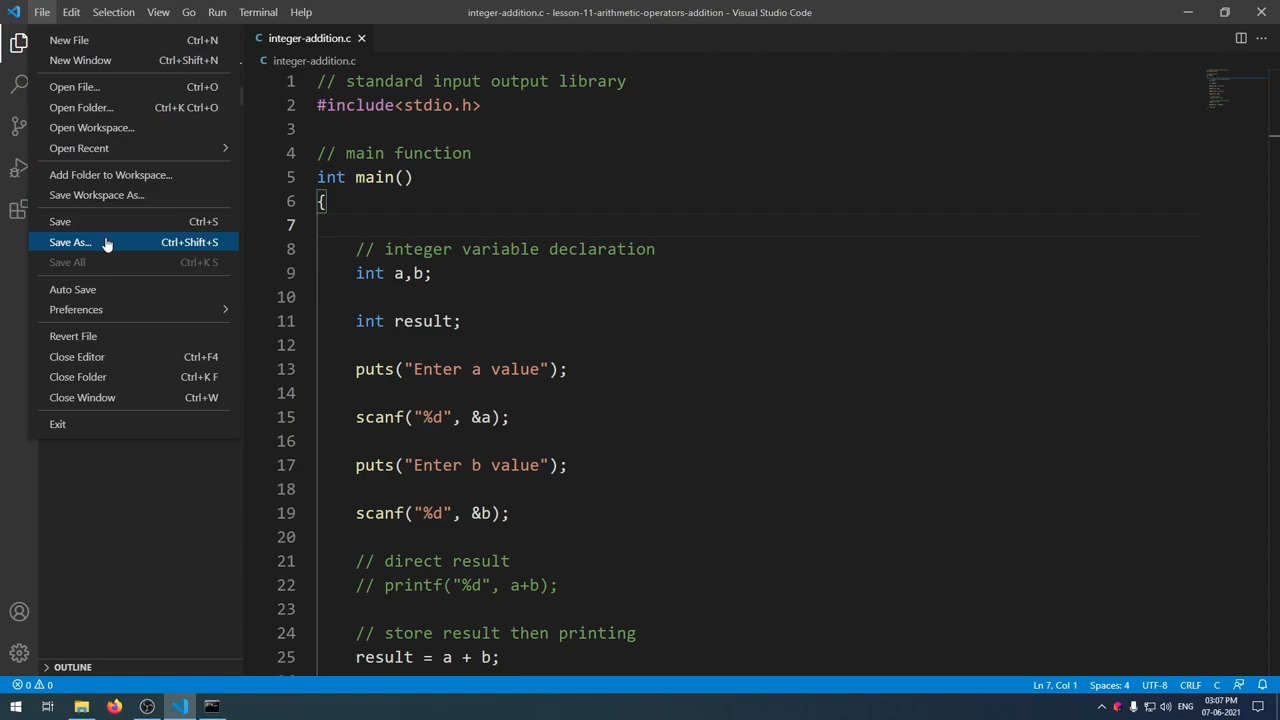 File Edit Selection View Go Run Terminal Help
integer-addition.c - lesson-11-arithmetic-operators-addition - Visual Studio Code
New File Ctrl+N
New Window Ctrl+Shift+N
Open File... Ctrl+O
Open Folder... Ctrl+K Ctrl+O
Open Workspace...
Open Recent
Add Folder to Workspace...
Save Workspace As...
Save Ctrl+S
Save As... Ctrl+Shift+S
Save All Ctrl+K S
Auto Save
Preferences
Revert File
Close Editor Ctrl+F4
Close Folder Ctrl+K F
Close Window Ctrl+W
Exit
OUTLINE
C integer-addition.c
C integer-addition.c
1 // standard input output library
2 #include<stdio.h>
3
4 // main function
5 int main()
6 {
7
8 // integer variable declaration
9 int a,b;
10
11 int result;
12
13 puts("Enter a value");
14
15 scanf("%d", &a);
16
17 puts("Enter b value");
18
19 scanf("%d", &b);
20
21 // direct result
22 // printf("%d", a+b);
23
24 // store result then printing
25 result = a + b;
0 0
Ln 7, Col 1 Spaces: 4 UTF-8 CRLF C
ENG
03:07 PM
07-06-2021